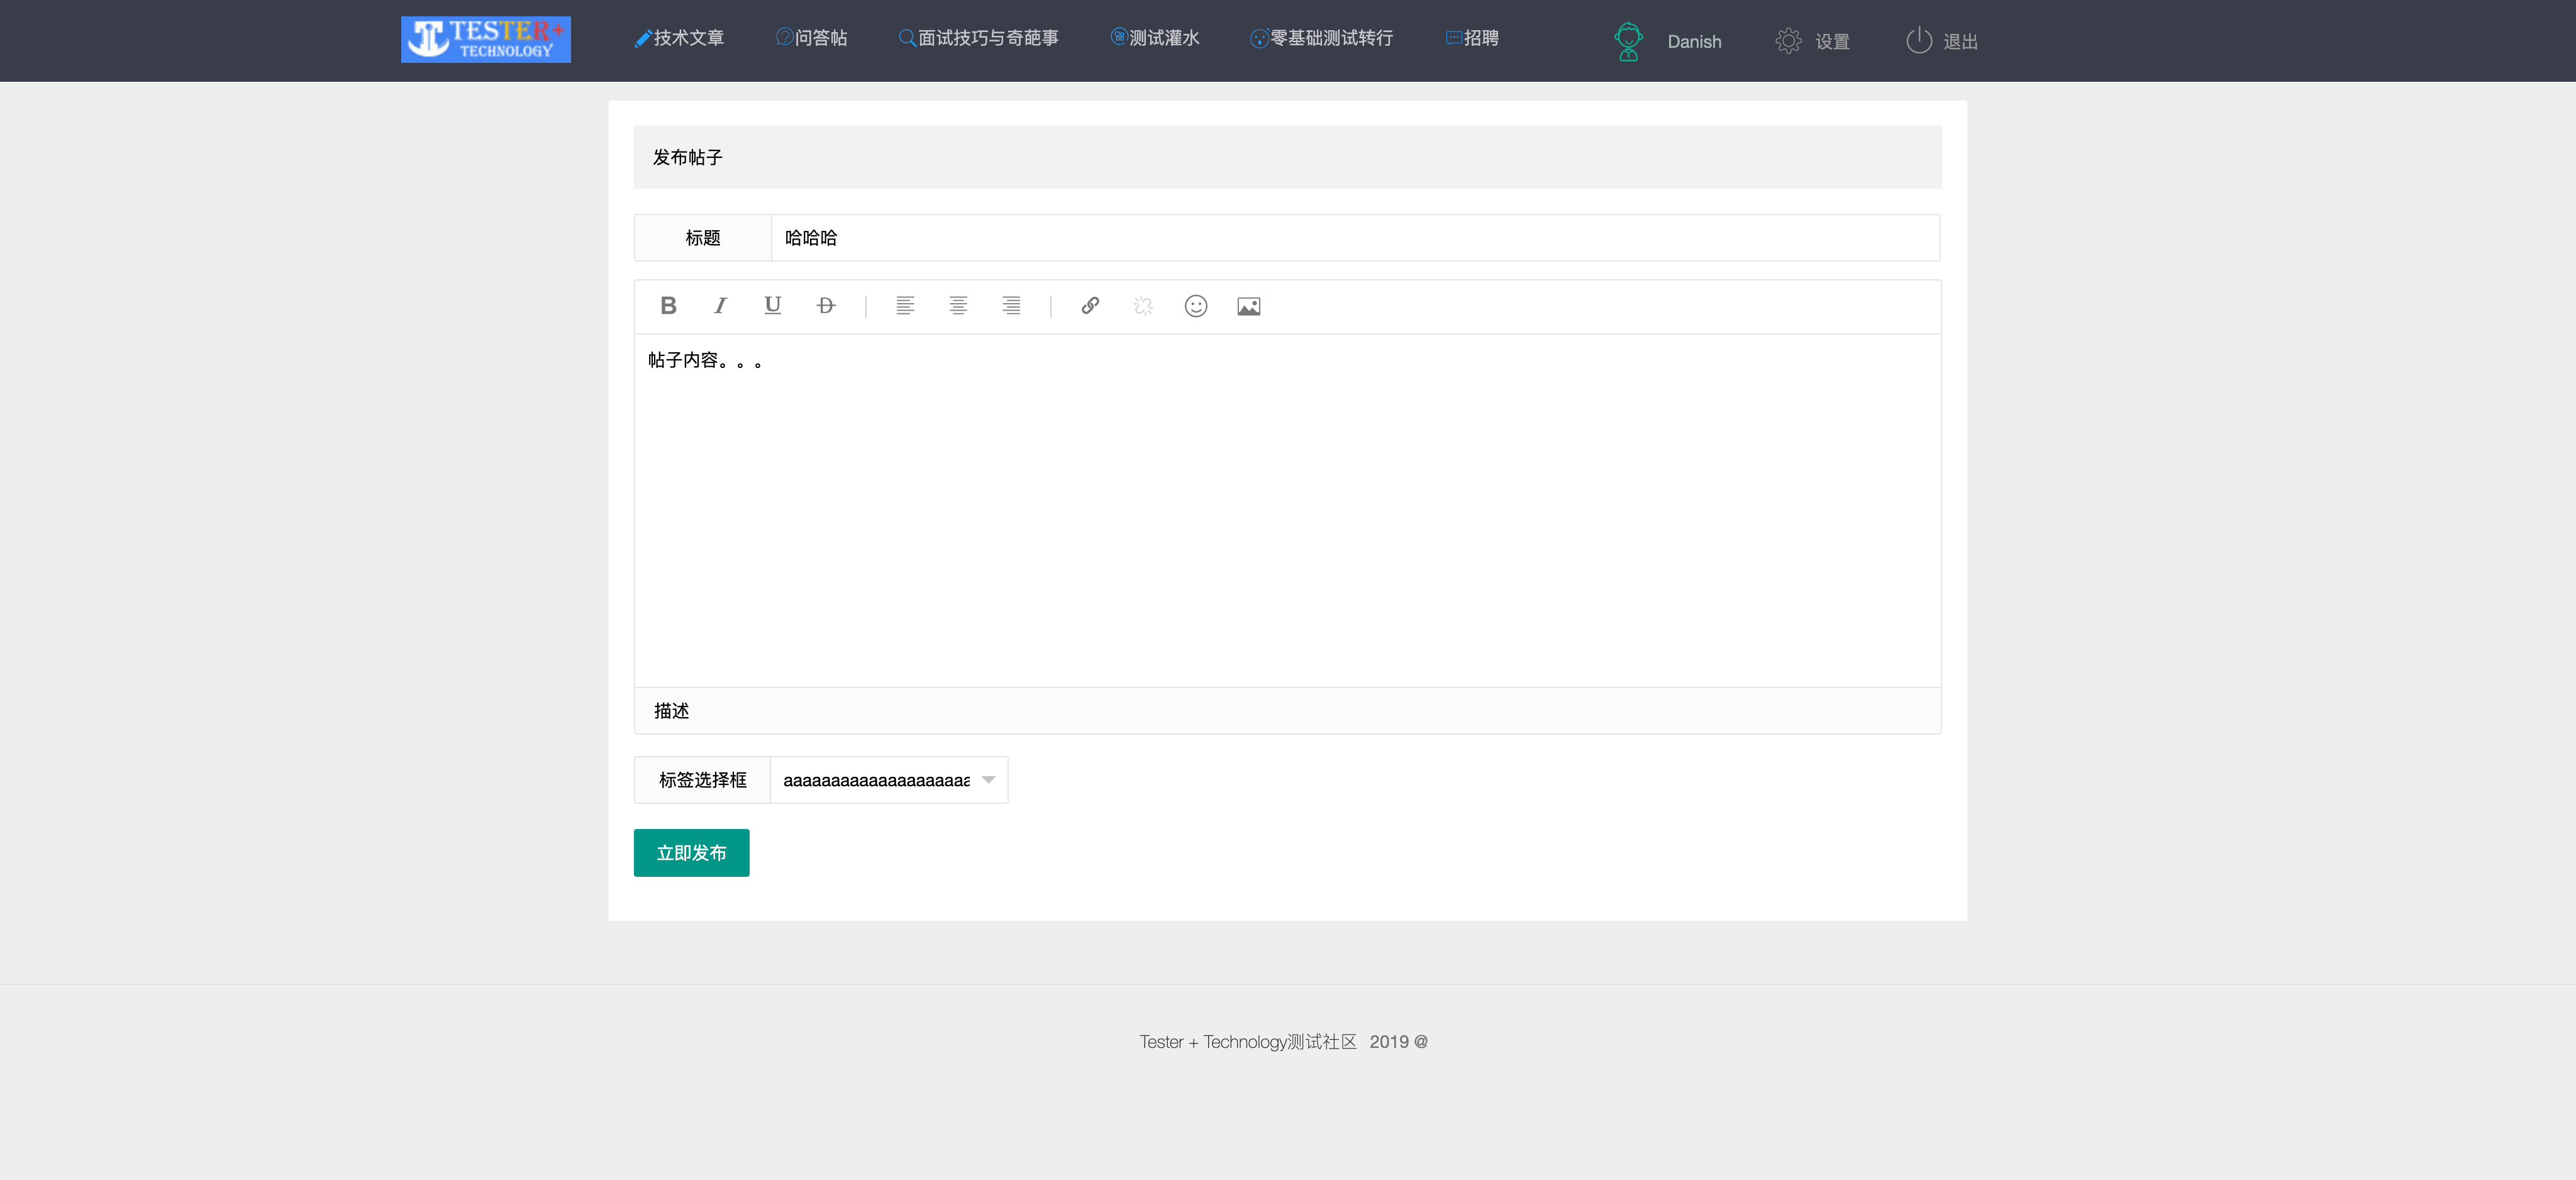 TESTER+
TECHNOLOGY
技术文章 问答帖 面试技巧与奇葩事 测试灌水 零基础测试转行 招聘 Danish 设置 退出
发布帖子
标题 哈哈哈
B I U D
帖子内容。。。
描述
标签选择框 aaaaaaaaaaaaaaaaaaaa
立即发布
Tester + Technology测试社区 2019 @